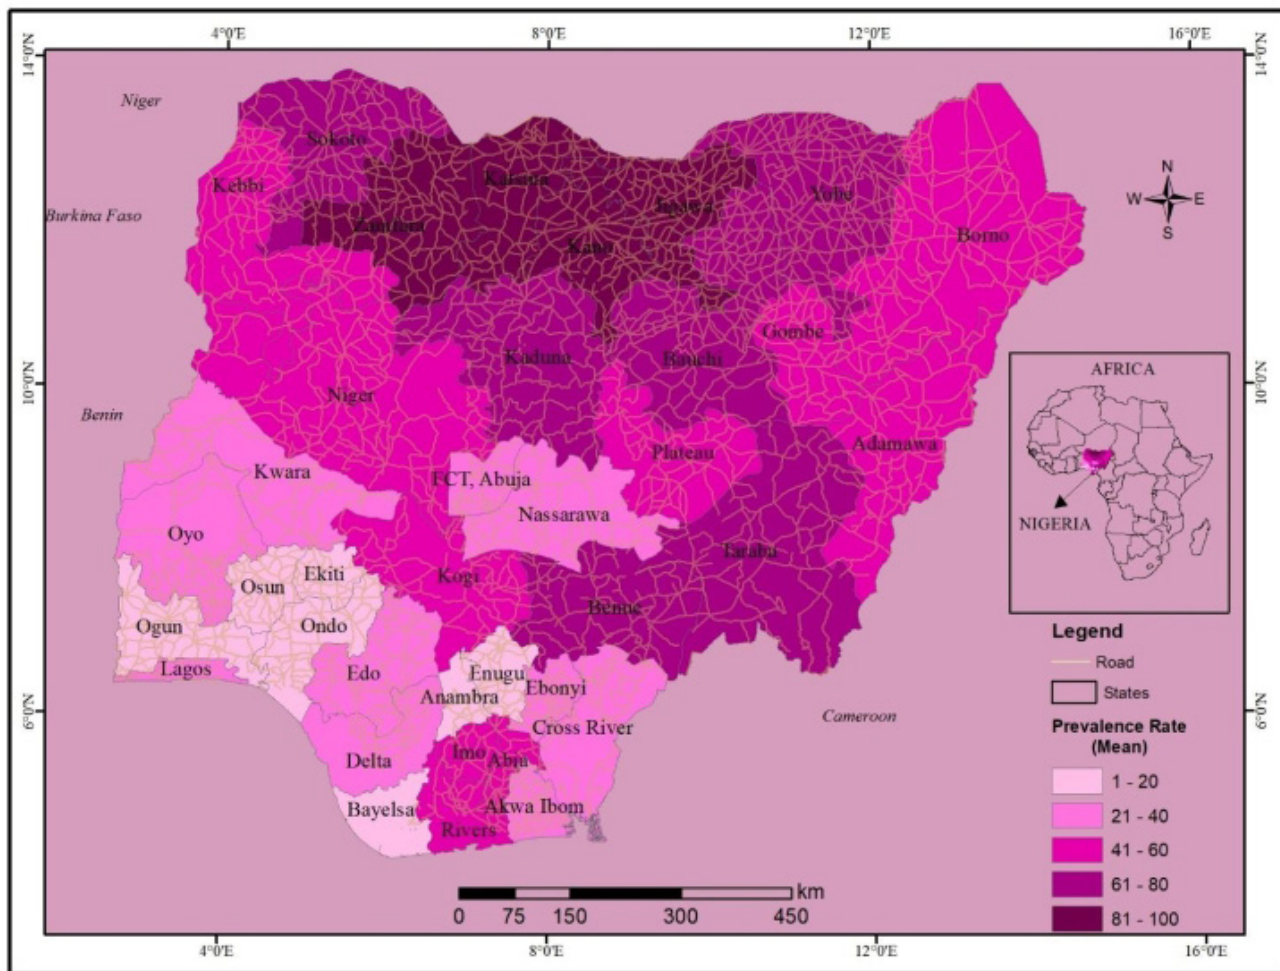 4°0'E 8°0'E 12°0'E 16°0'E
14°0'N 14°0'N
Niger
Sokoto
Katsina
Kebbi
Jigawa
Yobe
Burkina Faso
Zamfara
Kano
Borno
N
W E
S
Gombe
Kaduna
Bauchi
AFRICA
10°0'N 10°0'N
Niger
Benin
Plateau
Adamawa
Kwara
FCT, Abuja
Nassarawa
NIGERIA
Oyo
Taraba
Ekiti
Kogi
Osun
Benue
Ogun
Ondo
Legend
Lagos
Edo
Enugu
Ebonyi
Anambra
Road
States
6°0'N 6°0'N
Cross River
Cameroon
Prevalence Rate
(Mean)
Imo
Abia
Delta
Bayelsa
Akwa Ibom
Rivers
1 - 20
21 - 40
41 - 60
61 - 80
81 - 100
km
0 75 150 300 450
4°0'E 8°0'E 12°0'E 16°0'E